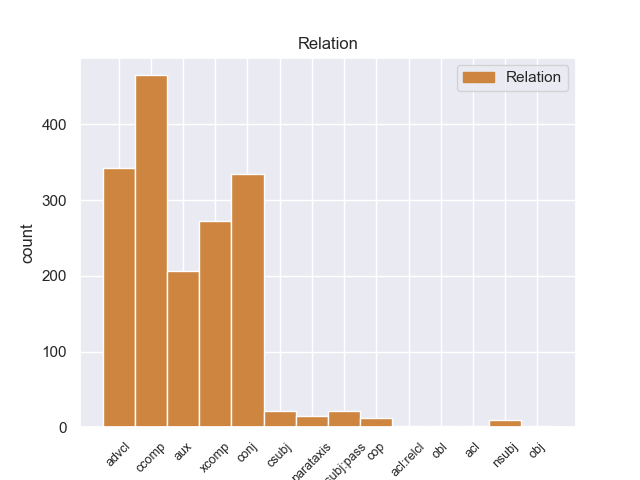 Relation
Relation
count
400
300
200
100
0
advcl
ccomp
aux
xcomp
conj
csubj
parataxis
subj:pass
cop
acl:relcl
obl
acl
nsubj
obj